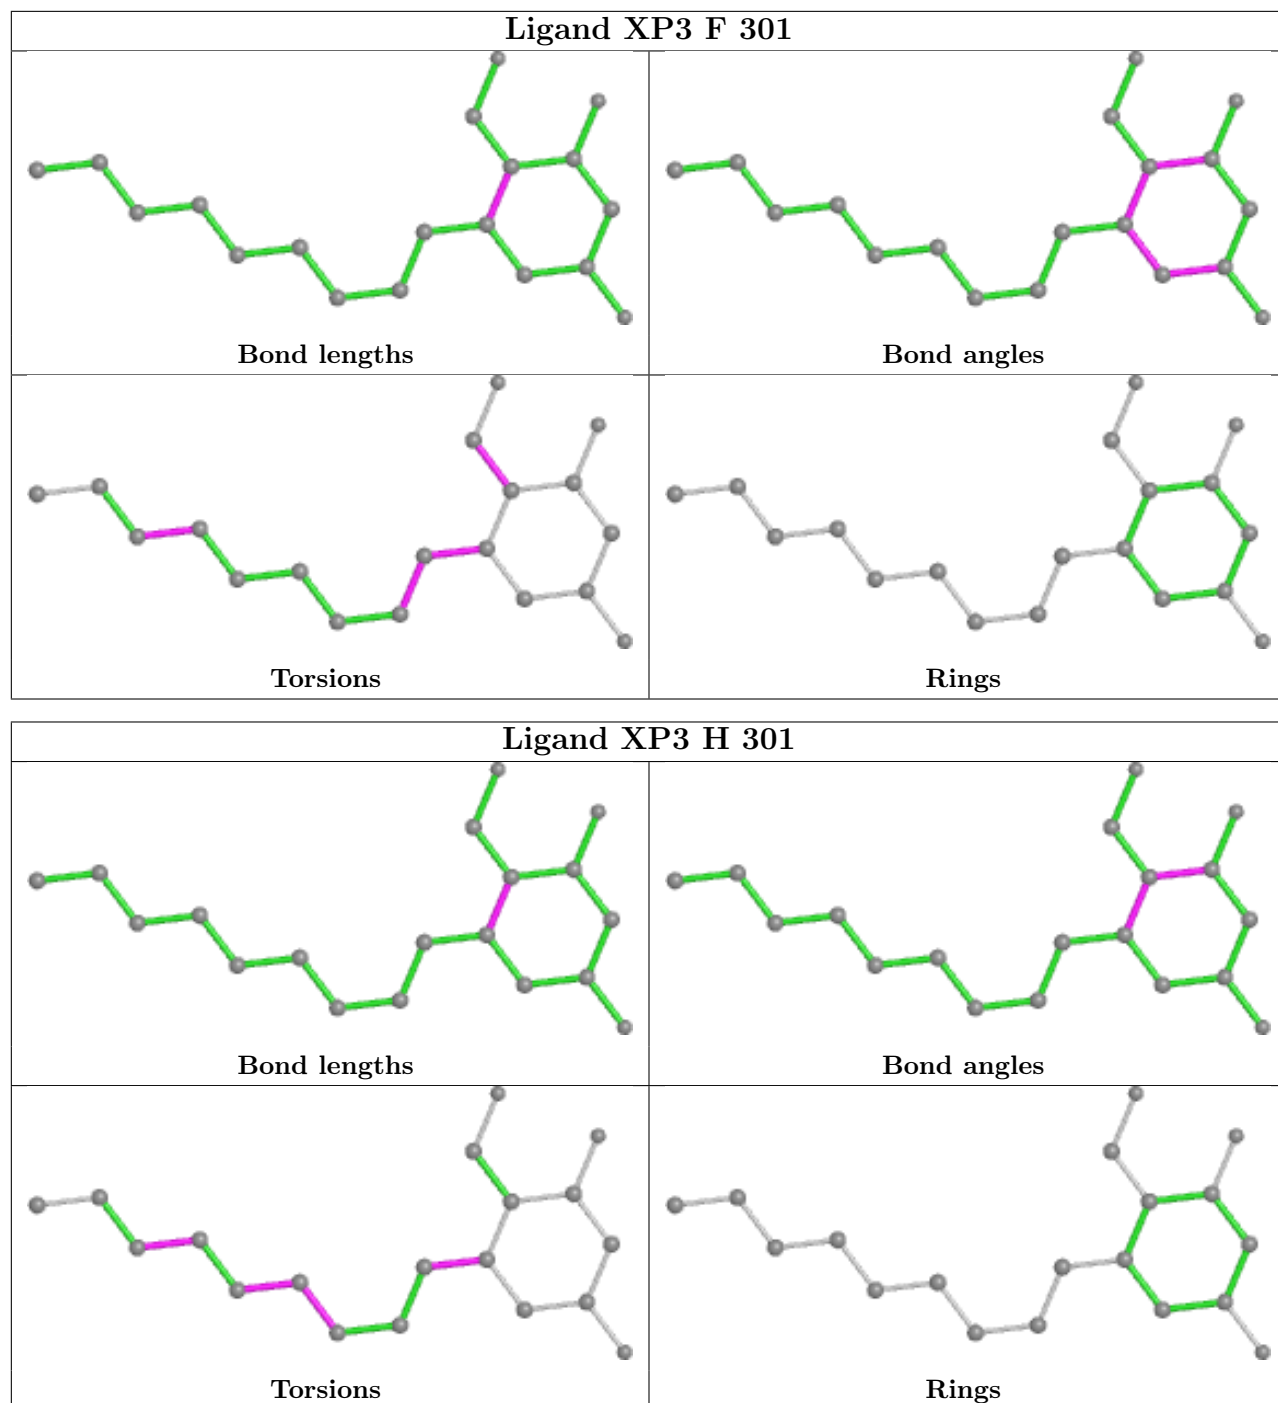 Ligand XP3 F 301
Bond lengths
Bond angles
Torsions
Rings
Ligand XP3 H 301
Bond lengths
Bond angles
Torsions
Rings